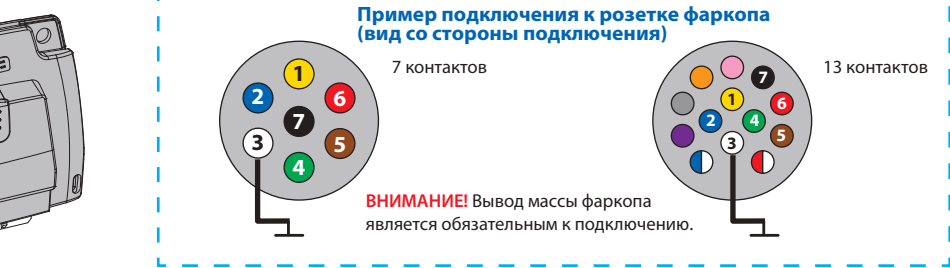 Пример подключения к розетке фаркопа
(вид со стороны подключения)
7 контактов
1
2
6
7
3
5
4
13 контактов
7
1
6
2
4
5
3
ВНИМАНИЕ! Вывод массы фаркопа
является обязательным к подключению.